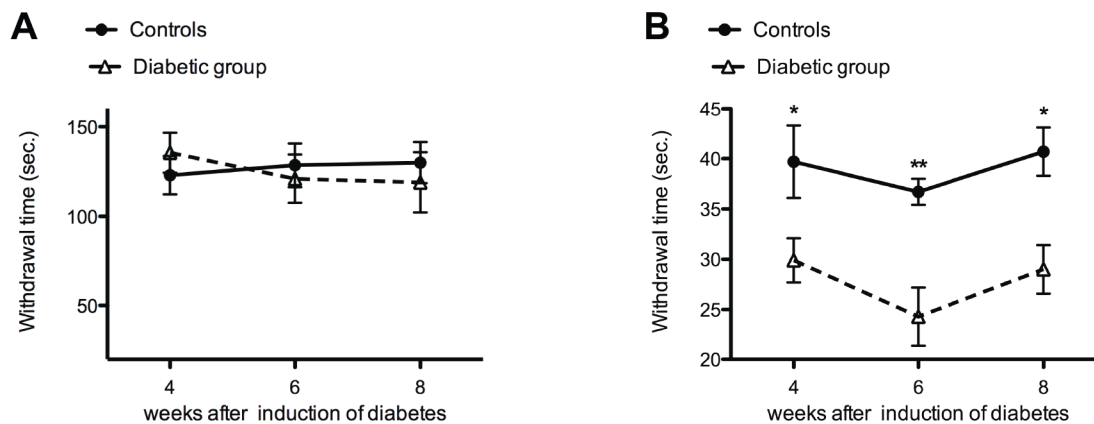 A
Controls
Diabetic group
Withdrawal time (sec.)
150
100
50
4 6 8
weeks after induction of diabetes
B
Controls
Diabetic group
Withdrawal time (sec.)
45
40
35
30
25
20
* ** *
4 6 8
weeks after induction of diabetes